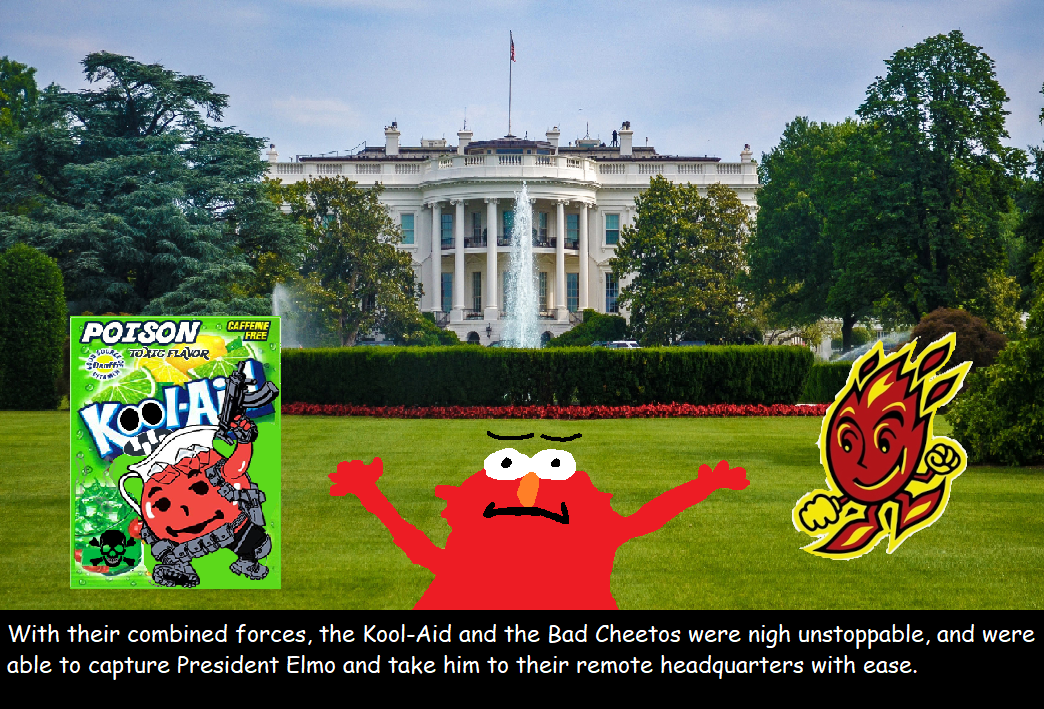 POISON
CAFFEINE
FREE
TOXIC FLAVOR
Kool-Aid
With their combined forces, the Kool-Aid and the Bad Cheetos were nigh unstoppable, and were
able to capture President Elmo and take him to their remote headquarters with ease.